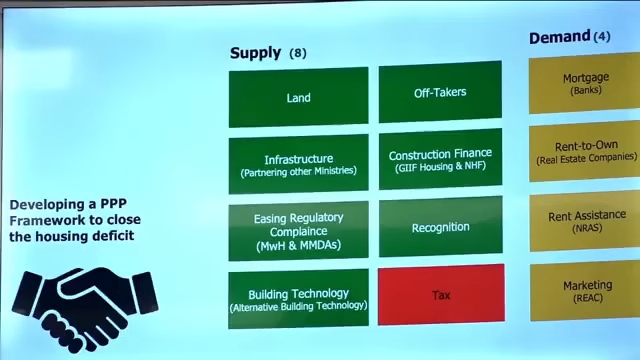 Supply (8)
Demand (4)
Land
Off-Takers
Mortgage
(Banks)
Infrastructure
(Partnering other Ministries)
Construction Finance
(GIIF Housing & NHF)
Rent-to-Own
(Real Estate Companies)
Developing a PPP
Framework to close
the housing deficit
Easing Regulatory
Complaince
(MwH & MMDAs)
Recognition
Rent Assistance
(NRAS)
Building Technology
(Alternative Building Technology)
Tax
Marketing
(REAC)